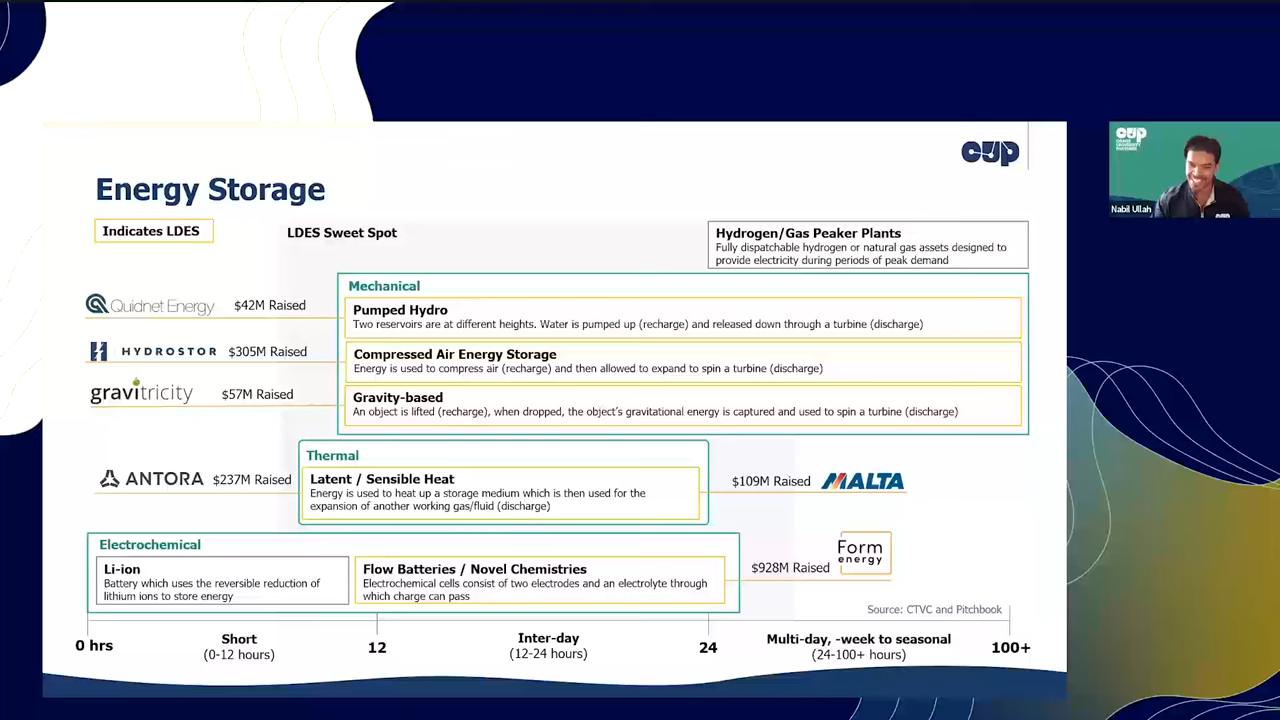 cup
Energy Storage
Indicates LDES
LDES Sweet Spot
Hydrogen/Gas Peaker Plants
Fully dispatchable hydrogen or natural gas assets designed to
provide electricity during periods of peak demand
Mechanical
Quidnet Energy $42M Raised
Pumped Hydro
Two reservoirs are at different heights. Water is pumped up (recharge) and released down through a turbine (discharge)
HYDROSTOR $305M Raised
Compressed Air Energy Storage
Energy is used to compress air (recharge) and then allowed to expand to spin a turbine (discharge)
gravitricity $57M Raised
Gravity-based
An object is lifted (recharge), when dropped, the object's gravitational energy is captured and used to spin a turbine (discharge)
Thermal
ANTORA $237M Raised
Latent / Sensible Heat
Energy is used to heat up a storage medium which is then used for the
expansion of another working gas/fluid (discharge)
$109M Raised MALTA
Electrochemical
Li-ion
Battery which uses the reversible reduction of
lithium ions to store energy
Flow Batteries / Novel Chemistries
Electrochemical cells consist of two electrodes and an electrolyte through
which charge can pass
$928M Raised
Form
energy
Source: CTVC and Pitchbook
0 hrs
Short
(0-12 hours)
12
Inter-day
(12-24 hours)
24
Multi-day, -week to seasonal
(24-100+ hours)
100+
cup
Nabil Ullah
cup